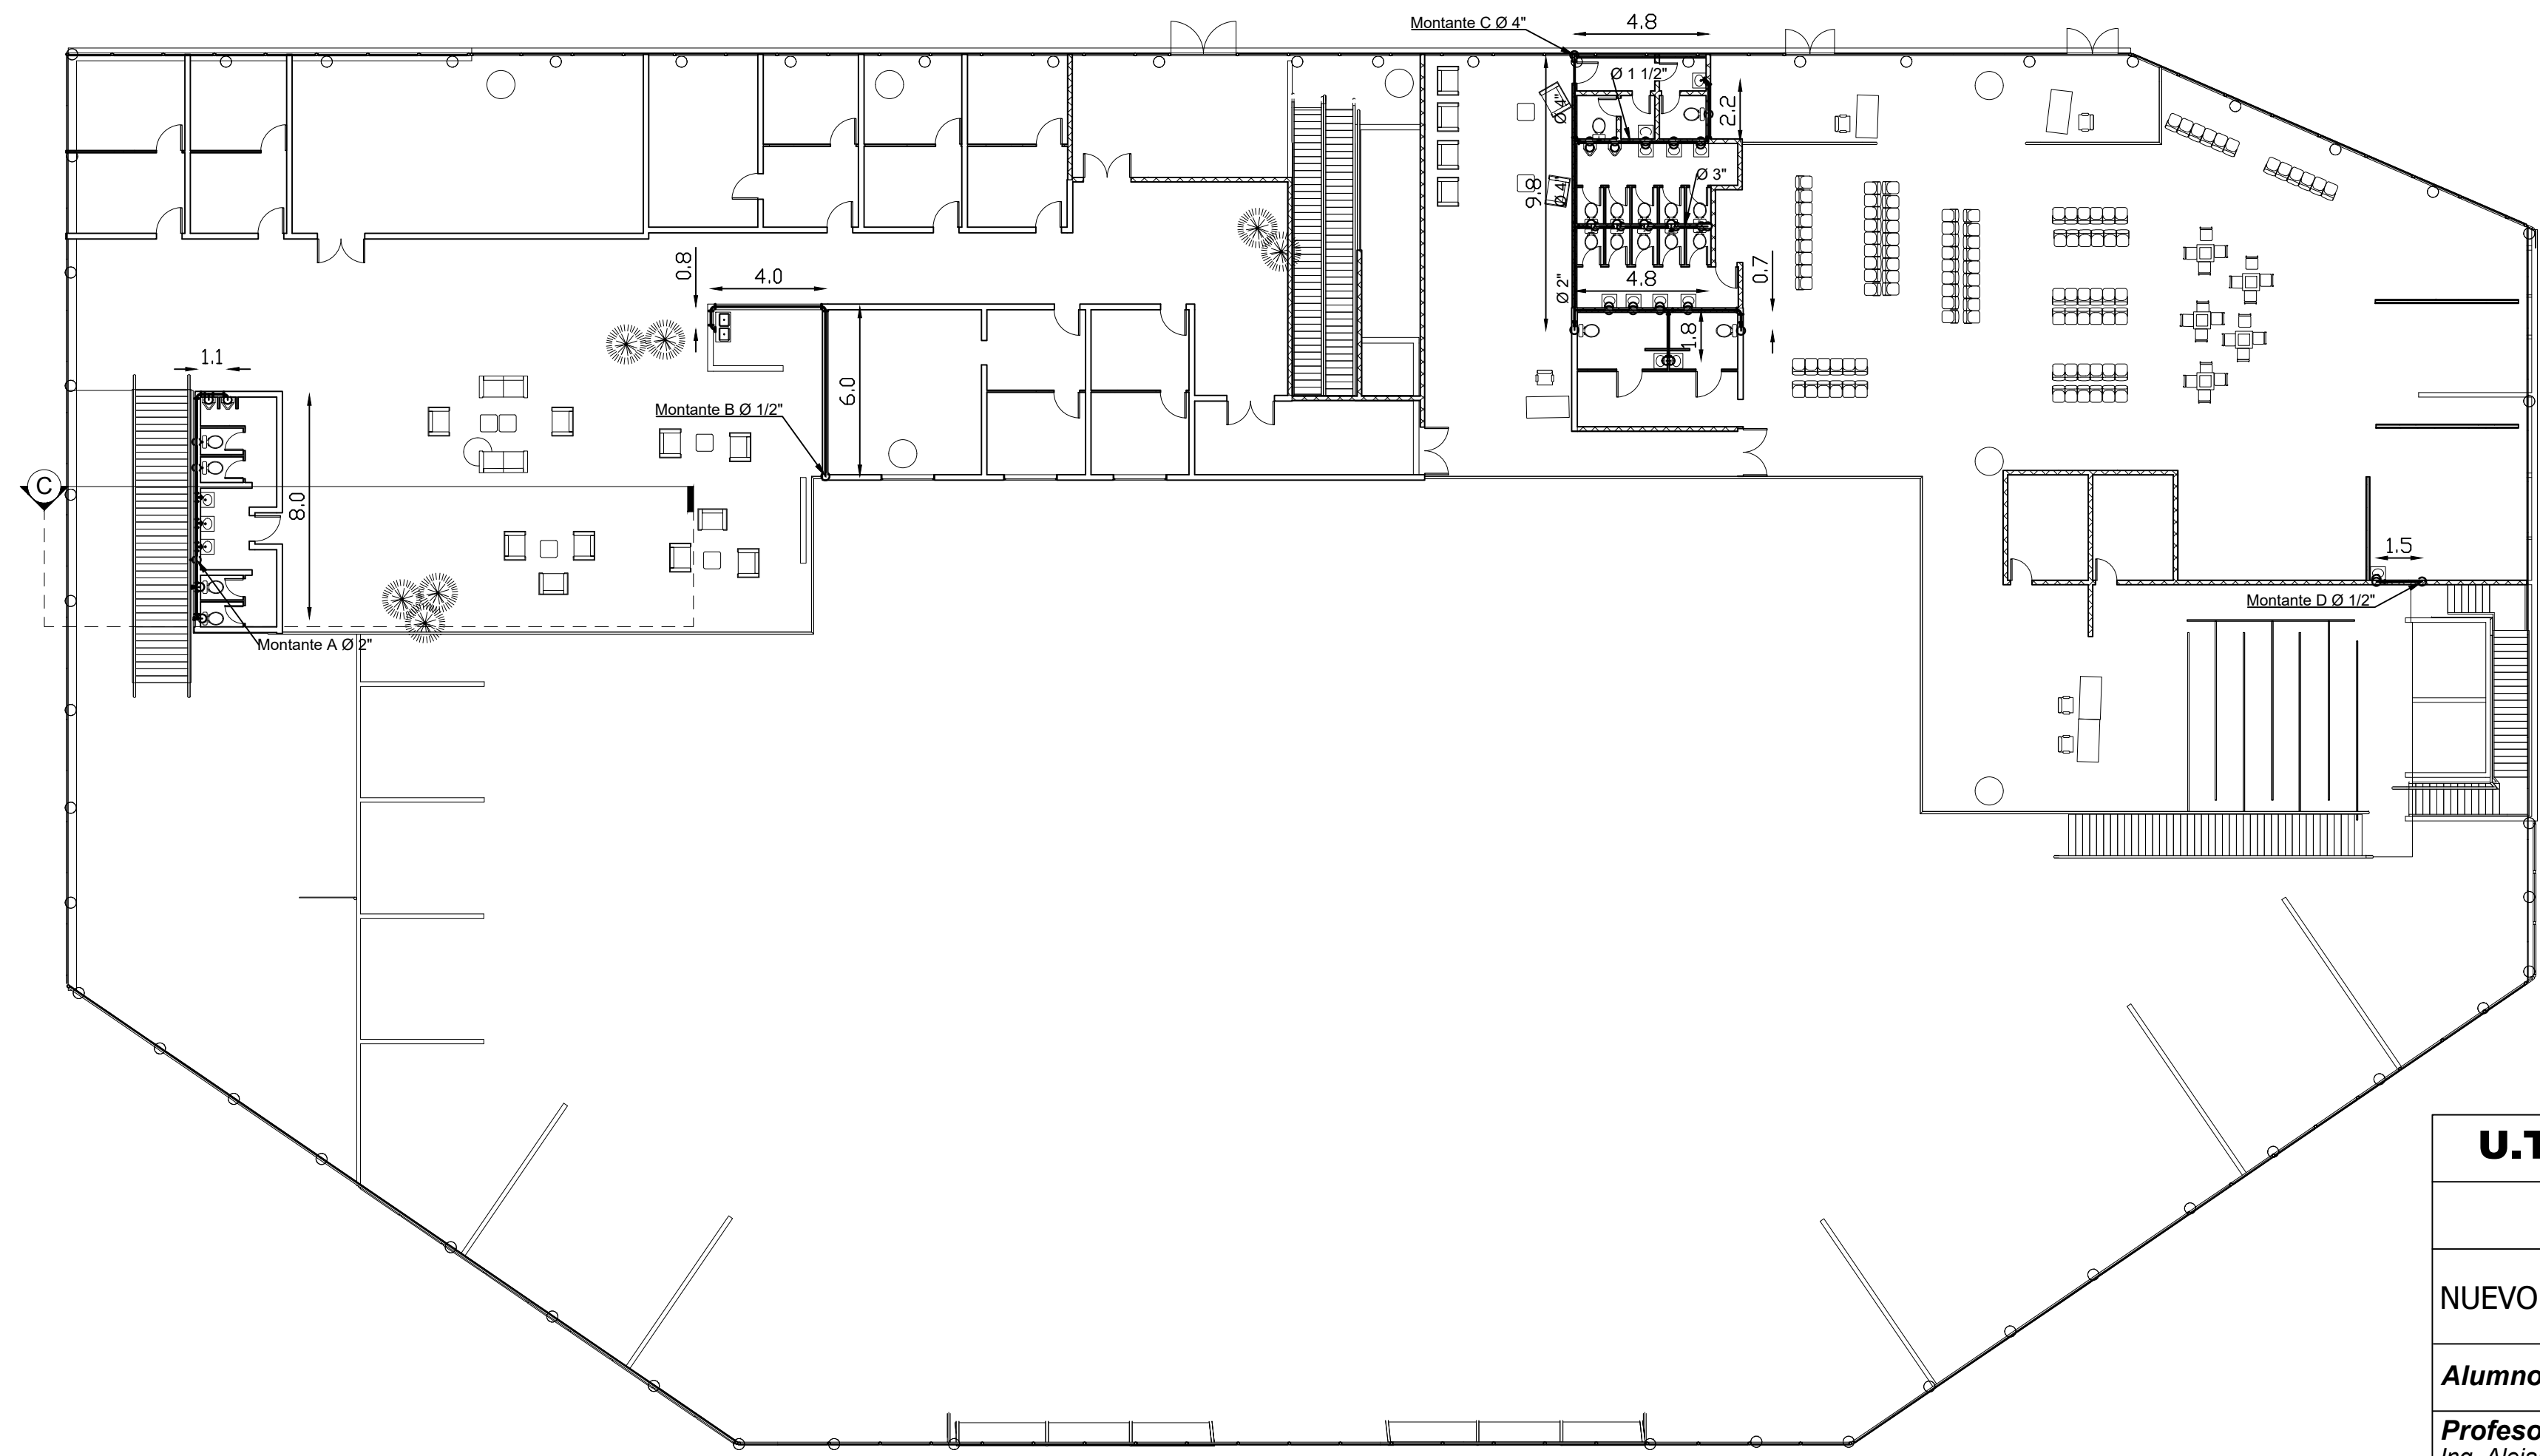 Montante C Ø 4"
4.8
Ø 1 1/2"
Ø 4"
2.2
9.8
Ø 4"
Ø 3"
0.8
4.0
Ø 2"
4.8
0.7
1.8
1.1
6.0
Montante B Ø 1/2"
C
8.0
1.5
Montante D Ø 1/2"
Montante A Ø 2"
U.T
NUEVO
Alumno
Profeso
Ing. Aleja